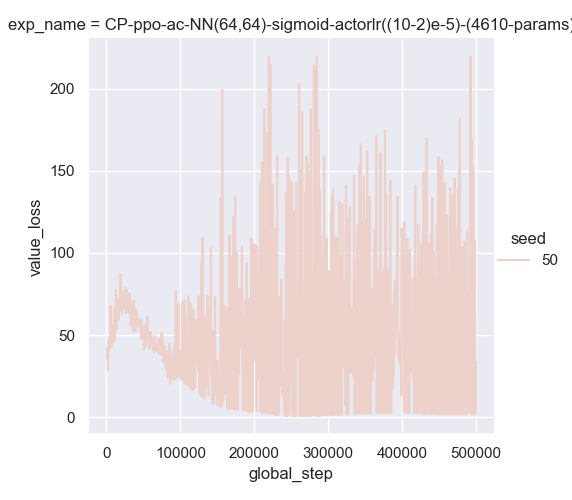 exp_name = CP-ppo-ac-NN(64,64)-sigmoid-actorlr((10-2)e-5)-(4610-params)
200
150
100
50
0
value_loss
0 100000 200000 300000 400000 500000
global_step
seed
50